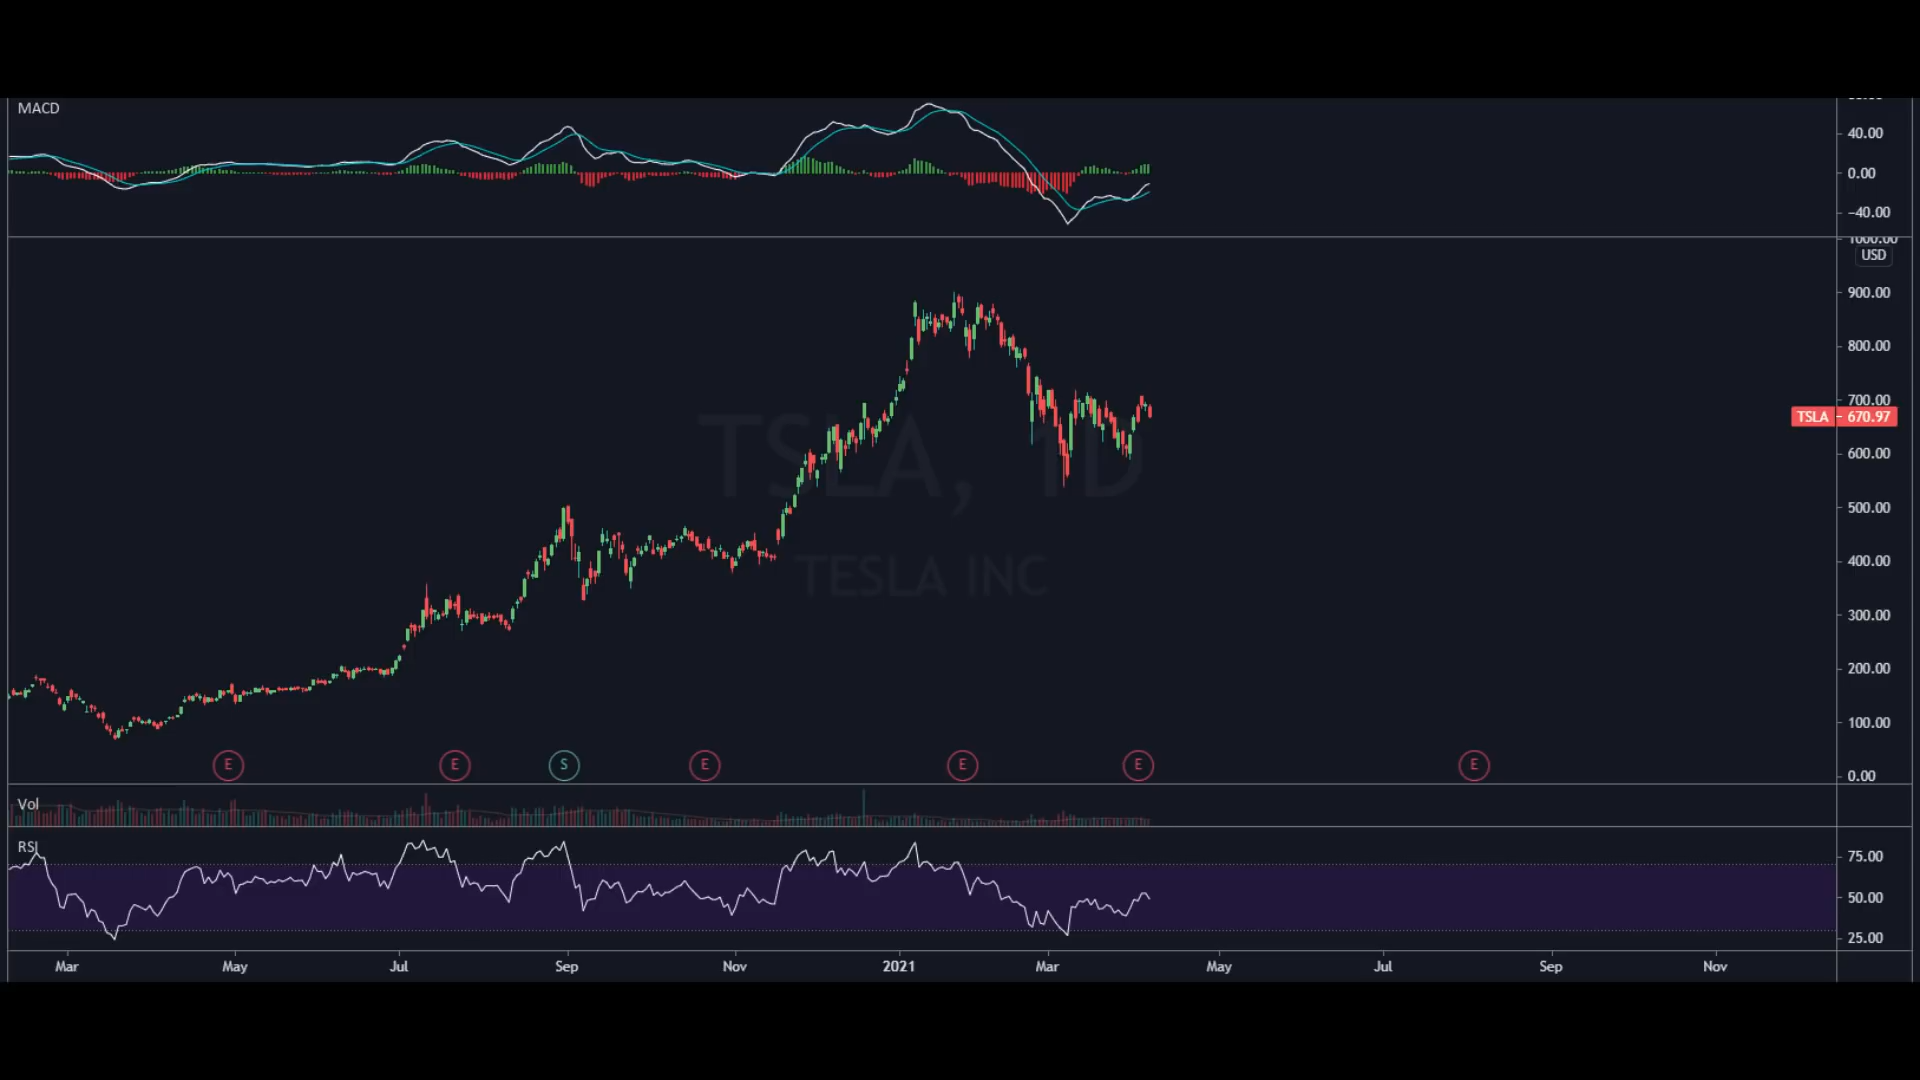 MACD
40.00
0.00
−40.00
1000.00
USD
900.00
800.00
700.00
TSLA 670.97
600.00
500.00
400.00
300.00
200.00
100.00
0.00
TSLA, 1D
TESLA INC
E E S E E E E
Vol
RSI
75.00
50.00
25.00
Mar May Jul Sep Nov 2021 Mar May Jul Sep Nov